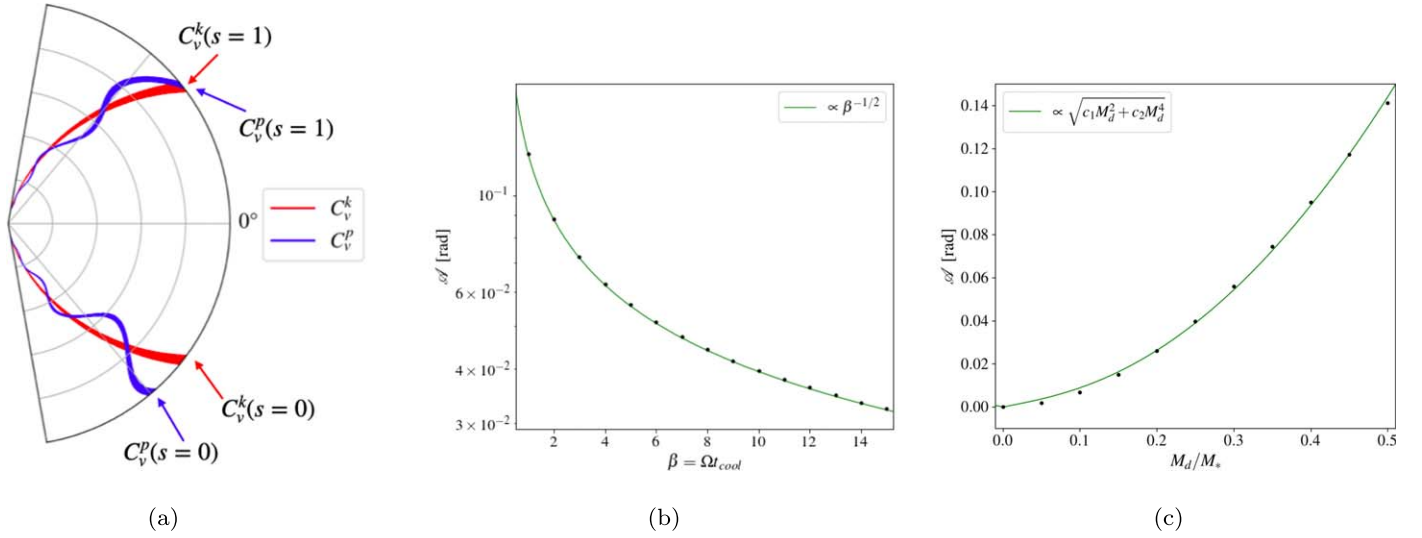 C_v^k(s = 1)
C_v^p(s = 1)
0°
C_v^k
C_v^p
C_v^k(s = 0)
C_v^p(s = 0)
(a)
∝ β^{-1/2}
10^{-1}
6 × 10^{-2}
4 × 10^{-2}
3 × 10^{-2}
𝒜 [rad]
2 4 6 8 10 12 14
β = Ωt_{cool}
(b)
∝ √(c_1M_d^2 + c_2M_d^4)
0.14
0.12
0.10
0.08
0.06
0.04
0.02
0.00
𝒜 [rad]
0.0 0.1 0.2 0.3 0.4 0.5
M_d/M_*
(c)